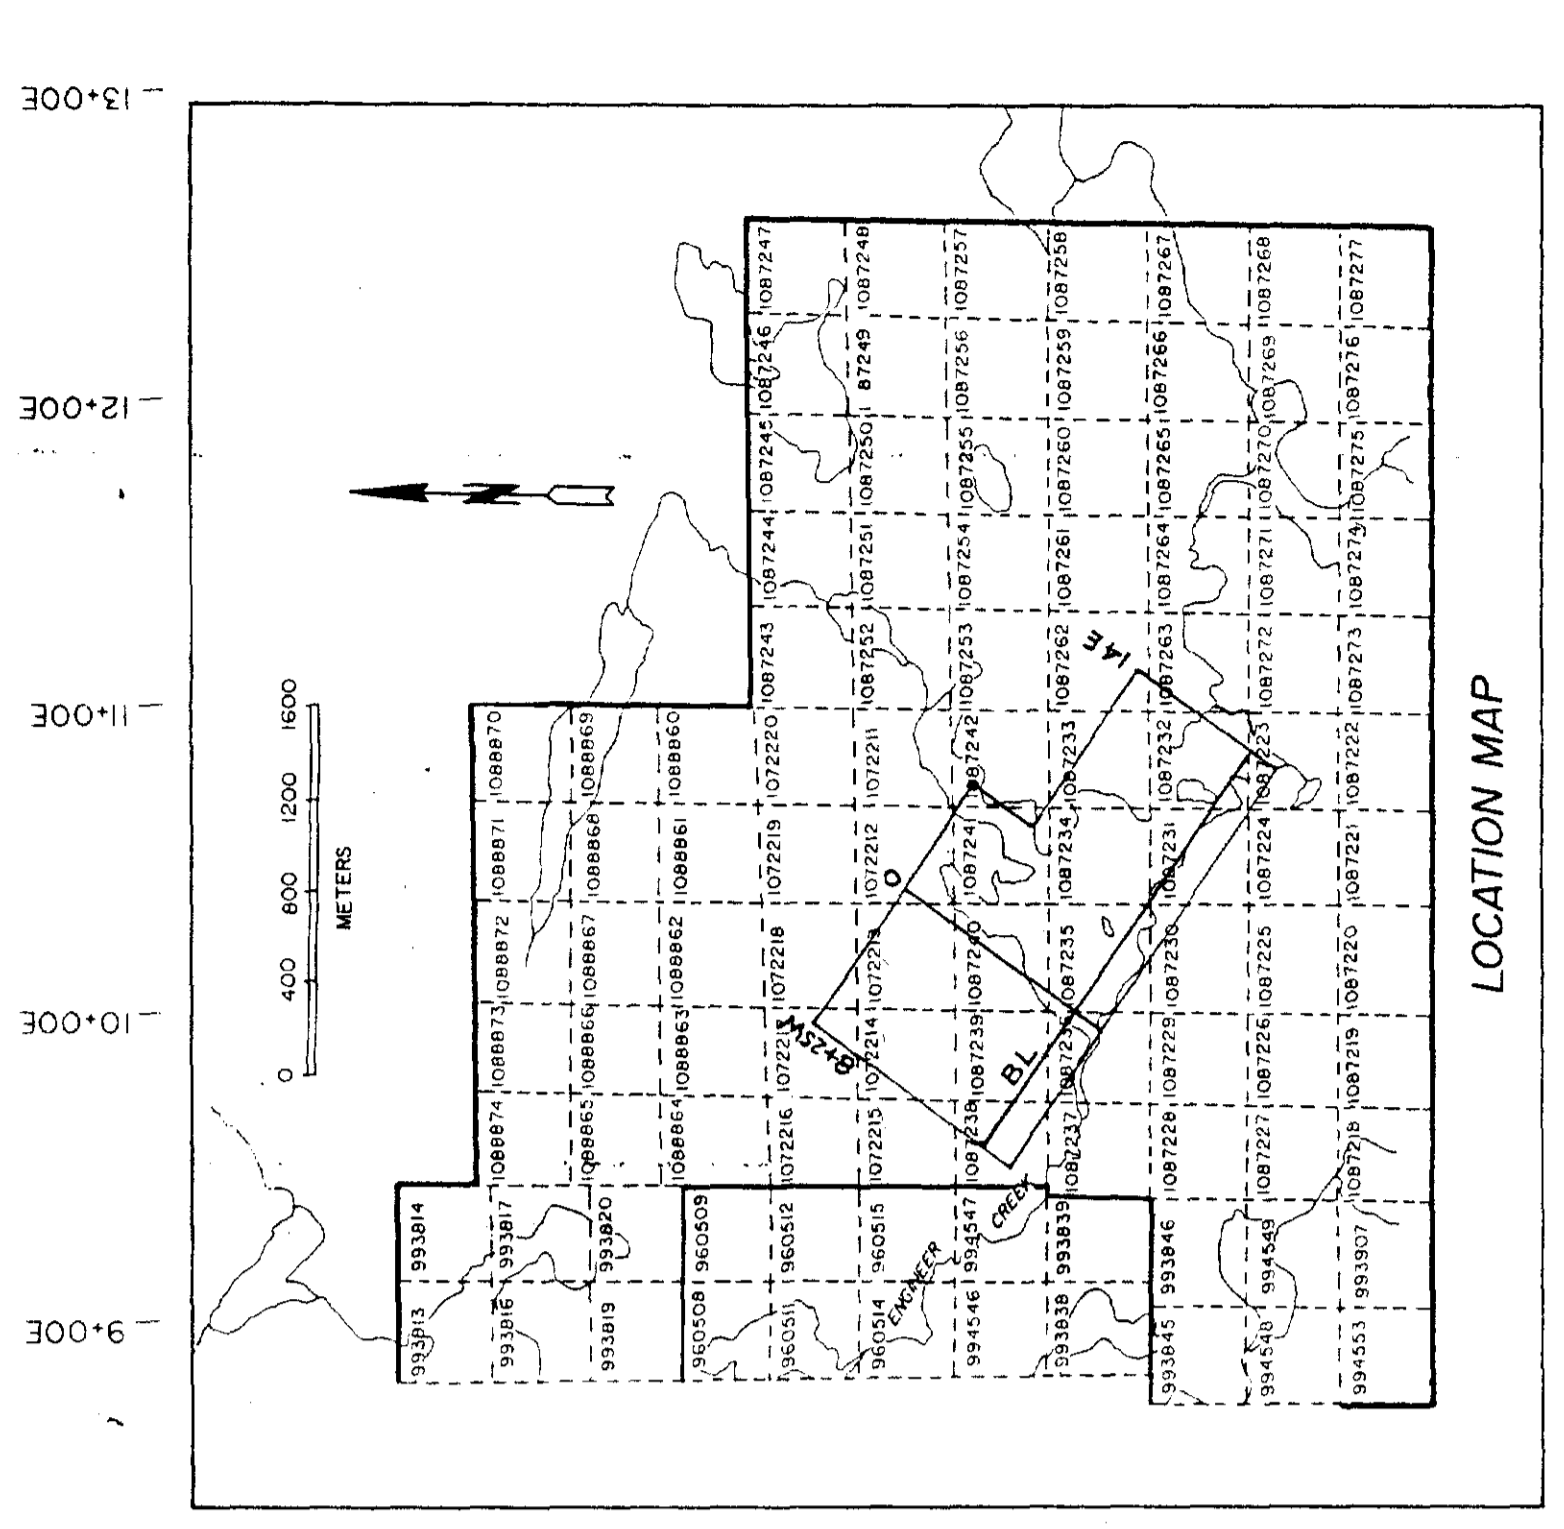 9+00E 10+00E 11+00E 12+00E 13+00E
0 400 800 1200 1600
METERS
N
993813 993814
993816 993817 1088874 1088873 1088872 1088871 1088870
993819 993820 1088865 1088866 1088867 1088868 1088869
960508 960509 1088864 1088863 1088862 1088861 1088860
960511 960512 1072216 1072217 1072218 1072219 1072220 1087243 1087244 1087245 1087246 1087247
8+25W
960514 960515 1072215 1072214 1072213 1072212 1072211 1087252 1087251 1087250 87249 1087248
0
ENGINEER CREEK
994546 994547 1087238 1087239 1087240 1087241 1087242 1087253 1087254 1087255 1087256 1087257
BL
993838 993839 1087237 1087236 1087235 1087234 1087233 1087262 1087261 1087260 1087259 1087258
14E
993845 993846 1087228 1087229 1087230 1087231 1087232 1087263 1087264 1087265 1087266 1087267
994548 994549 1087227 1087226 1087225 1087224 1087223 1087272 1087271 1087270 1087269 1087268
994553 993907 1087218 1087219 1087220 1087221 1087222 1087273 1087274 1087275 1087276 1087277
LOCATION MAP